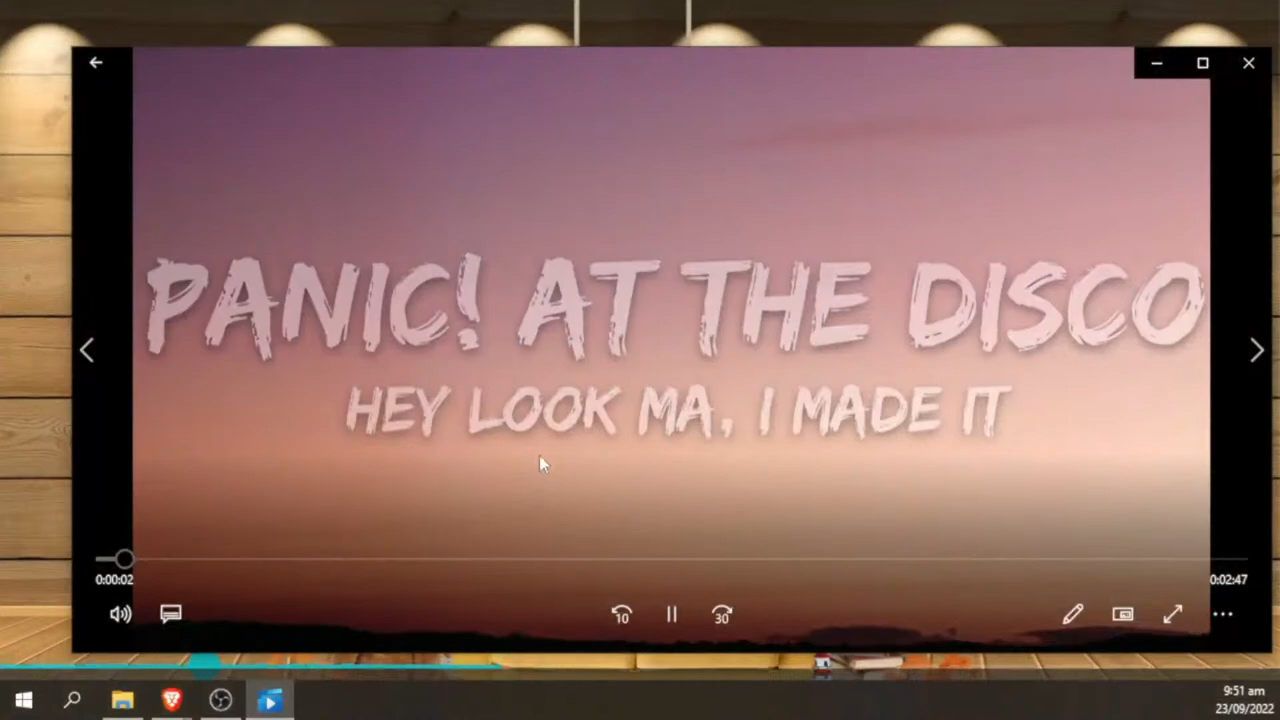 PANIC! AT THE DISCO
HEY LOOK MA, I MADE IT
0:00:02
0:02:47
10
30
9:51 am
23/09/2022